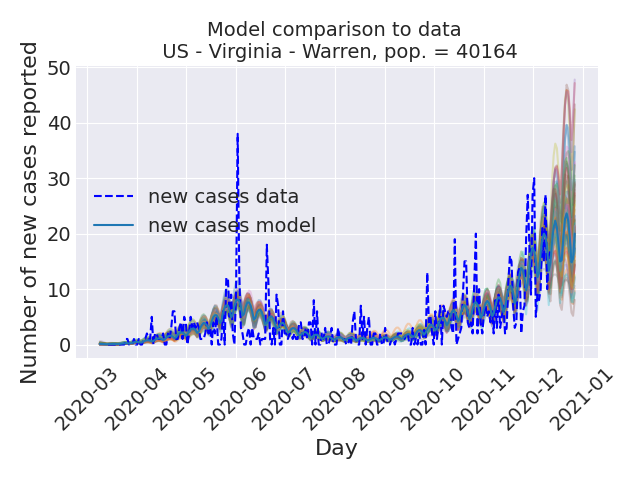 Model comparison to data
US - Virginia - Warren, pop. = 40164
Number of new cases reported
50
40
30
20
10
0
new cases data
new cases model
2020-03
2020-04
2020-05
2020-06
2020-07
2020-08
2020-09
2020-10
2020-11
2020-12
2021-01
Day